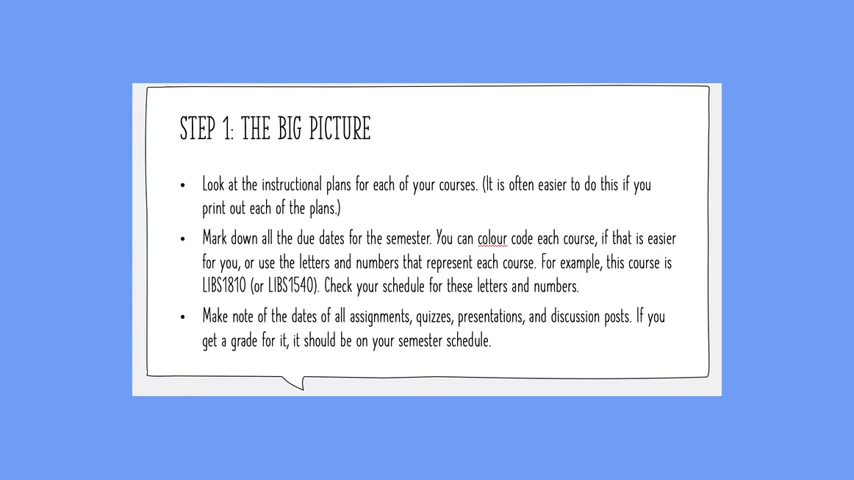 STEP 1: THE BIG PICTURE
• Look at the instructional plans for each of your courses. (It is often easier to do this if you
print out each of the plans.)
• Mark down all the due dates for the semester. You can colour code each course, if that is easier
for you, or use the letters and numbers that represent each course. For example, this course is
LIBS1810 (or LIBS1540). Check your schedule for these letters and numbers.
• Make note of the dates of all assignments, quizzes, presentations, and discussion posts. If you
get a grade for it, it should be on your semester schedule.